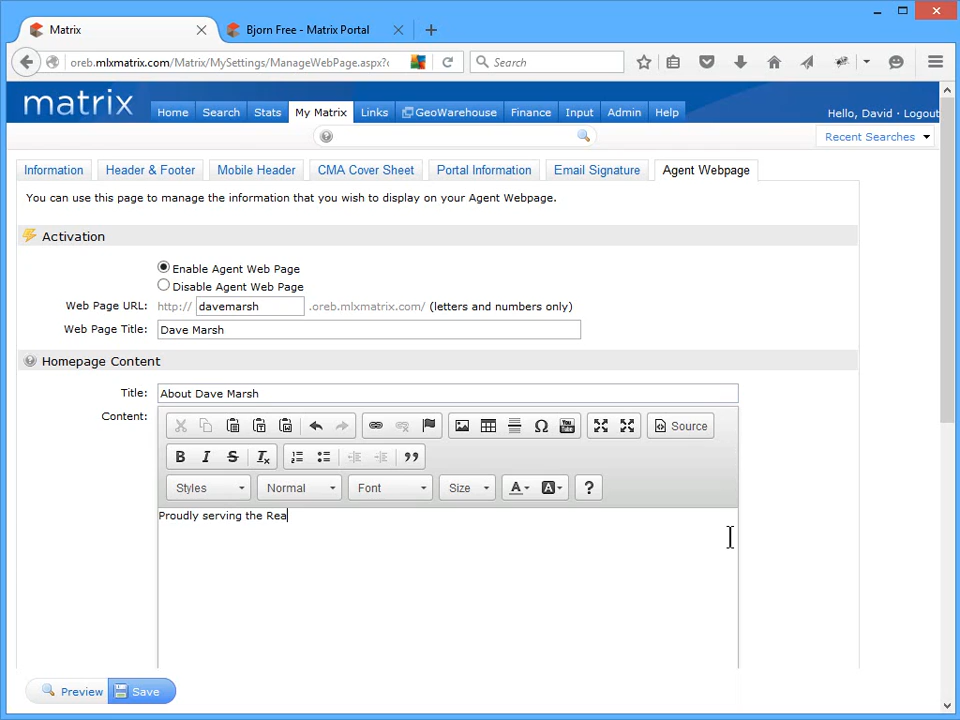 Matrix
Bjorn Free - Matrix Portal
oreb.mlxmatrix.com/Matrix/MySettings/ManageWebPage.aspx?c
Search
matrix
Home Search Stats My Matrix Links GeoWarehouse Finance Input Admin Help
Hello, David · Logout
Recent Searches
Information Header & Footer Mobile Header CMA Cover Sheet Portal Information Email Signature Agent Webpage
You can use this page to manage the information that you wish to display on your Agent Webpage.
Activation
Enable Agent Web Page
Disable Agent Web Page
Web Page URL: http:// davemarsh .oreb.mlxmatrix.com/ (letters and numbers only)
Web Page Title: Dave Marsh
Homepage Content
Title: About Dave Marsh
Content:
Source
B I S Tx
Styles Normal Font Size A A ?
Proudly serving the Rea
Preview Save